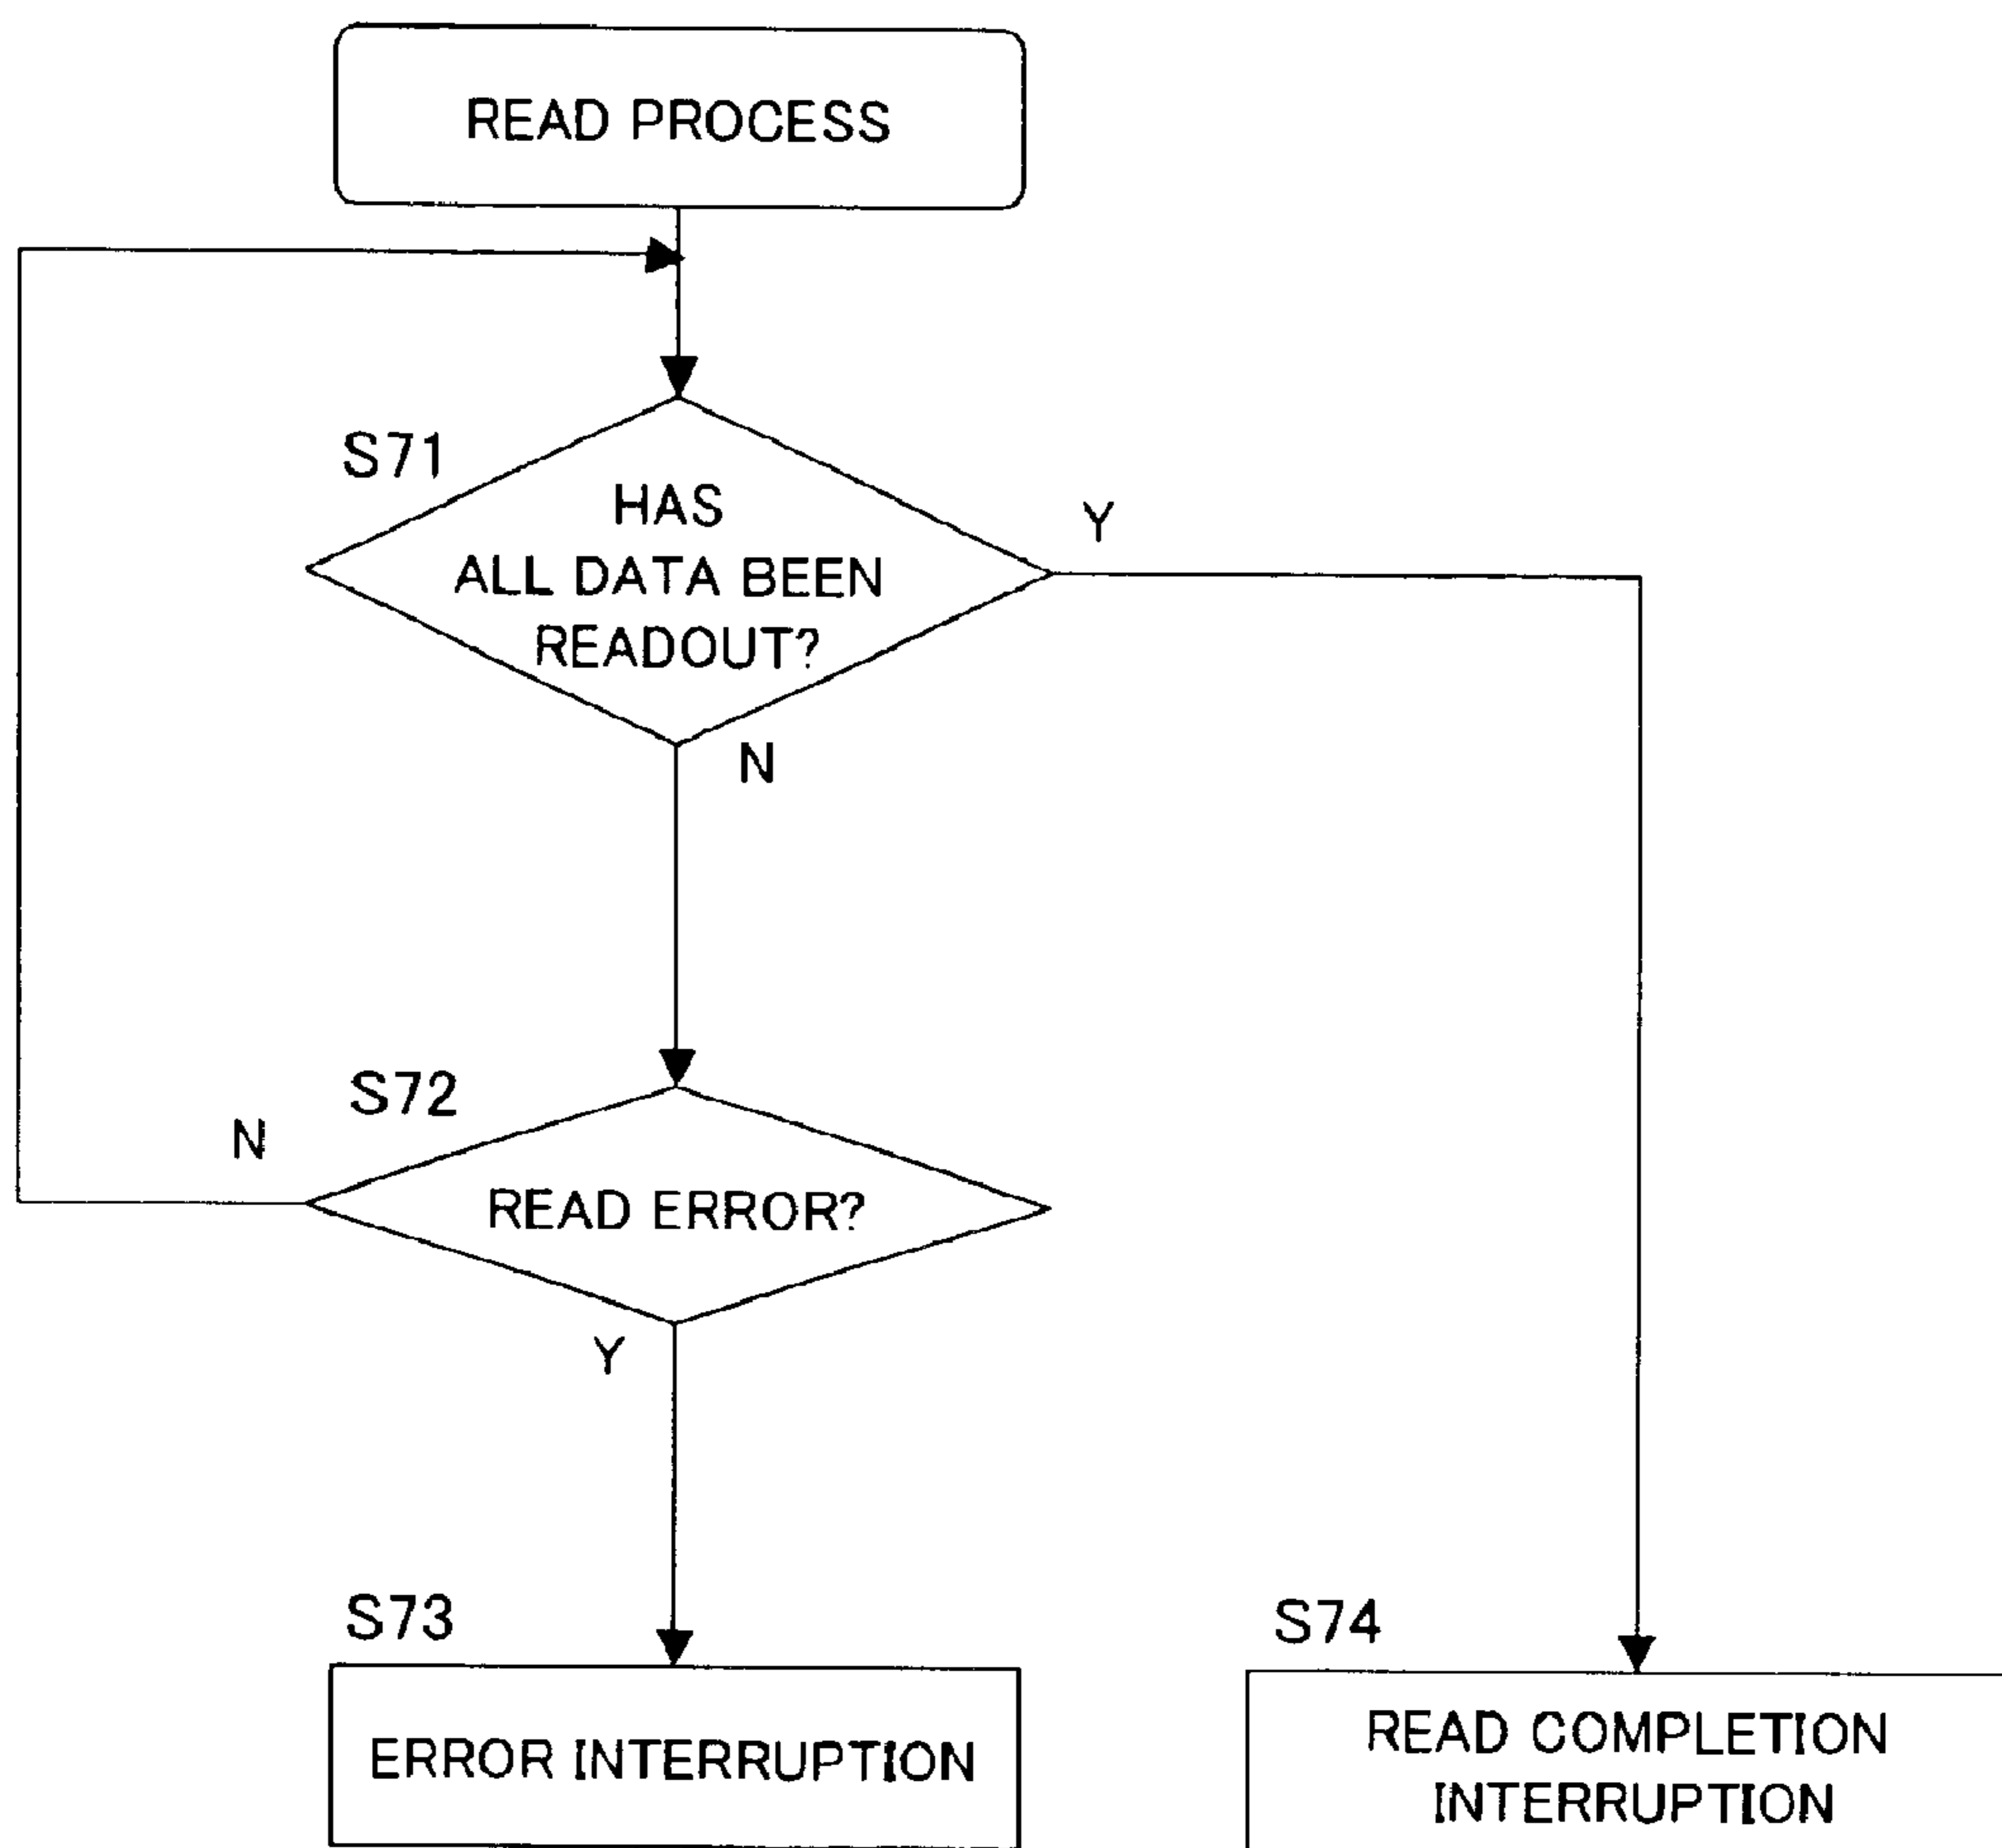 READ PROCESS
S71
HAS
ALL DATA BEEN
READOUT?
Y
N
S72
N
READ ERROR?
Y
S73
ERROR INTERRUPTION
S74
READ COMPLETION
INTERRUPTION